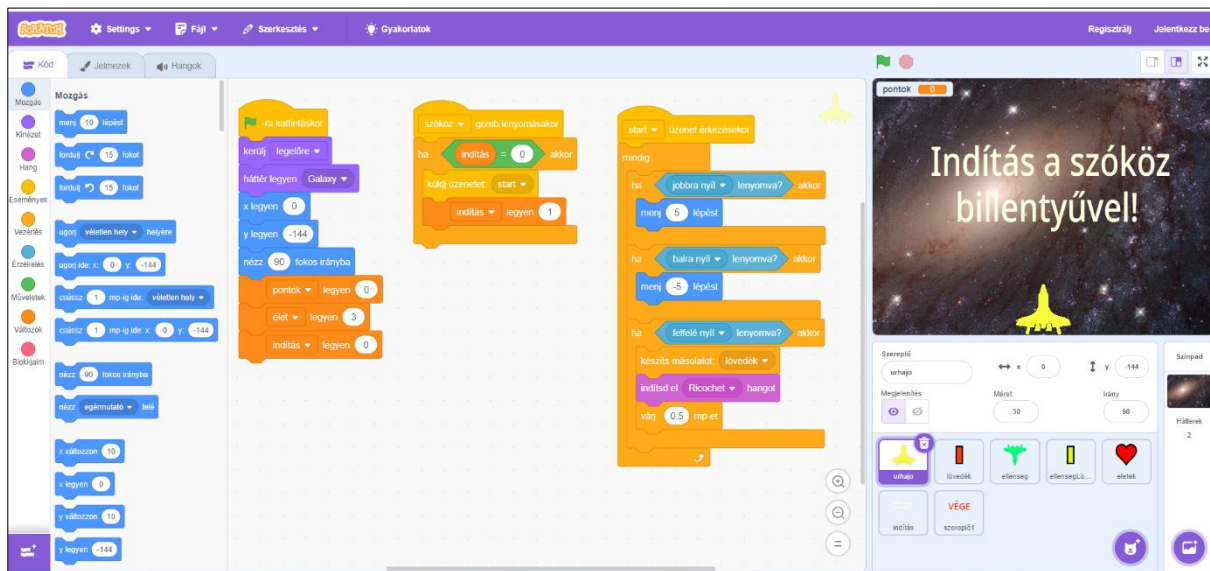 SCRATCH
Settings
Fájl
Szerkesztés
Gyakorlatok
Regisztrálj
Jelentkezz be
Kód
Jelmezek
Hangok
Mozgás
Kinézet
Hang
Események
Vezérlés
Érzékelés
Műveletek
Változók
Blokkjaim
Mozgás
menj 10 lépést
fordulj 15 fokot
fordulj 15 fokot
ugorj véletlen hely helyére
ugorj ide: x: 0 y: -144
csússz 1 mp-ig ide: véletlen hely
csússz 1 mp-ig ide: x: 0 y: -144
nézz 90 fokos irányba
nézz egérmutató felé
x változzon 10
x legyen 0
y változzon 10
y legyen -144
-ra kattintáskor
kerülj legelőre
háttér legyen Galaxy
x legyen 0
y legyen -144
nézz 90 fokos irányba
pontok legyen 0
élet legyen 3
indítás legyen 0
szóköz gomb lenyomásakor
ha indítás = 0 akkor
küldj üzenetet: start
indítás legyen 1
start üzenet érkezésekor
mindig
ha jobbra nyíl lenyomva? akkor
menj 5 lépést
ha balra nyíl lenyomva? akkor
menj -5 lépést
ha felfelé nyíl lenyomva? akkor
készíts másolatot: lövedék
indítsd el Ricochet hangot
várj 0.5 mp-et
pontok 0
Indítás a szóköz
billentyűvel!
Szereplő
urhajo
x 0
y -144
Megjelenítés
Méret
30
Irány
90
urhajo
lövedék
ellenseg
ellensegLö...
eletek
indítás
VÉGE
szereplő1
Színpad
Hátterek
2